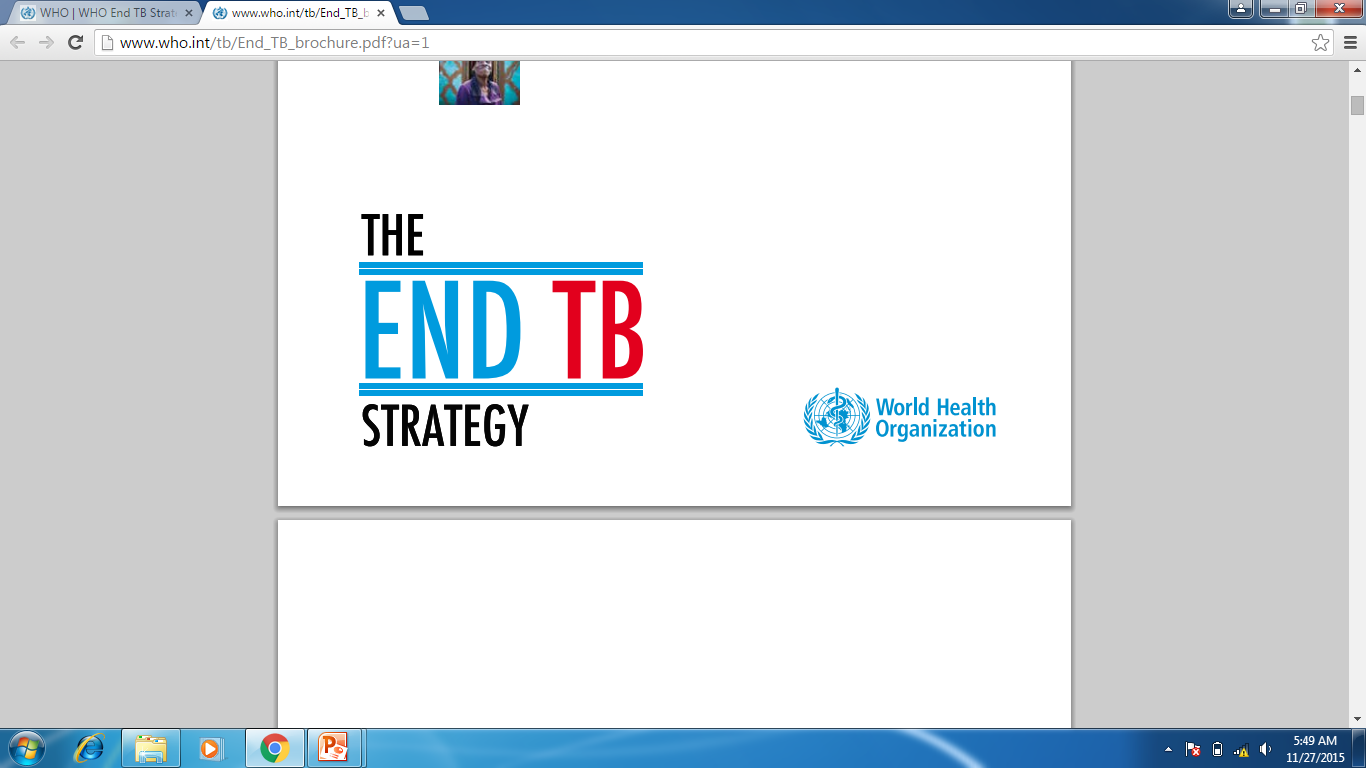 WHO | WHO End TB Strat
www.who.int/tb/End_TB_b
www.who.int/tb/End_TB_brochure.pdf?ua=1
THE
END TB
STRATEGY
World Health
Organization
5:49 AM
11/27/2015